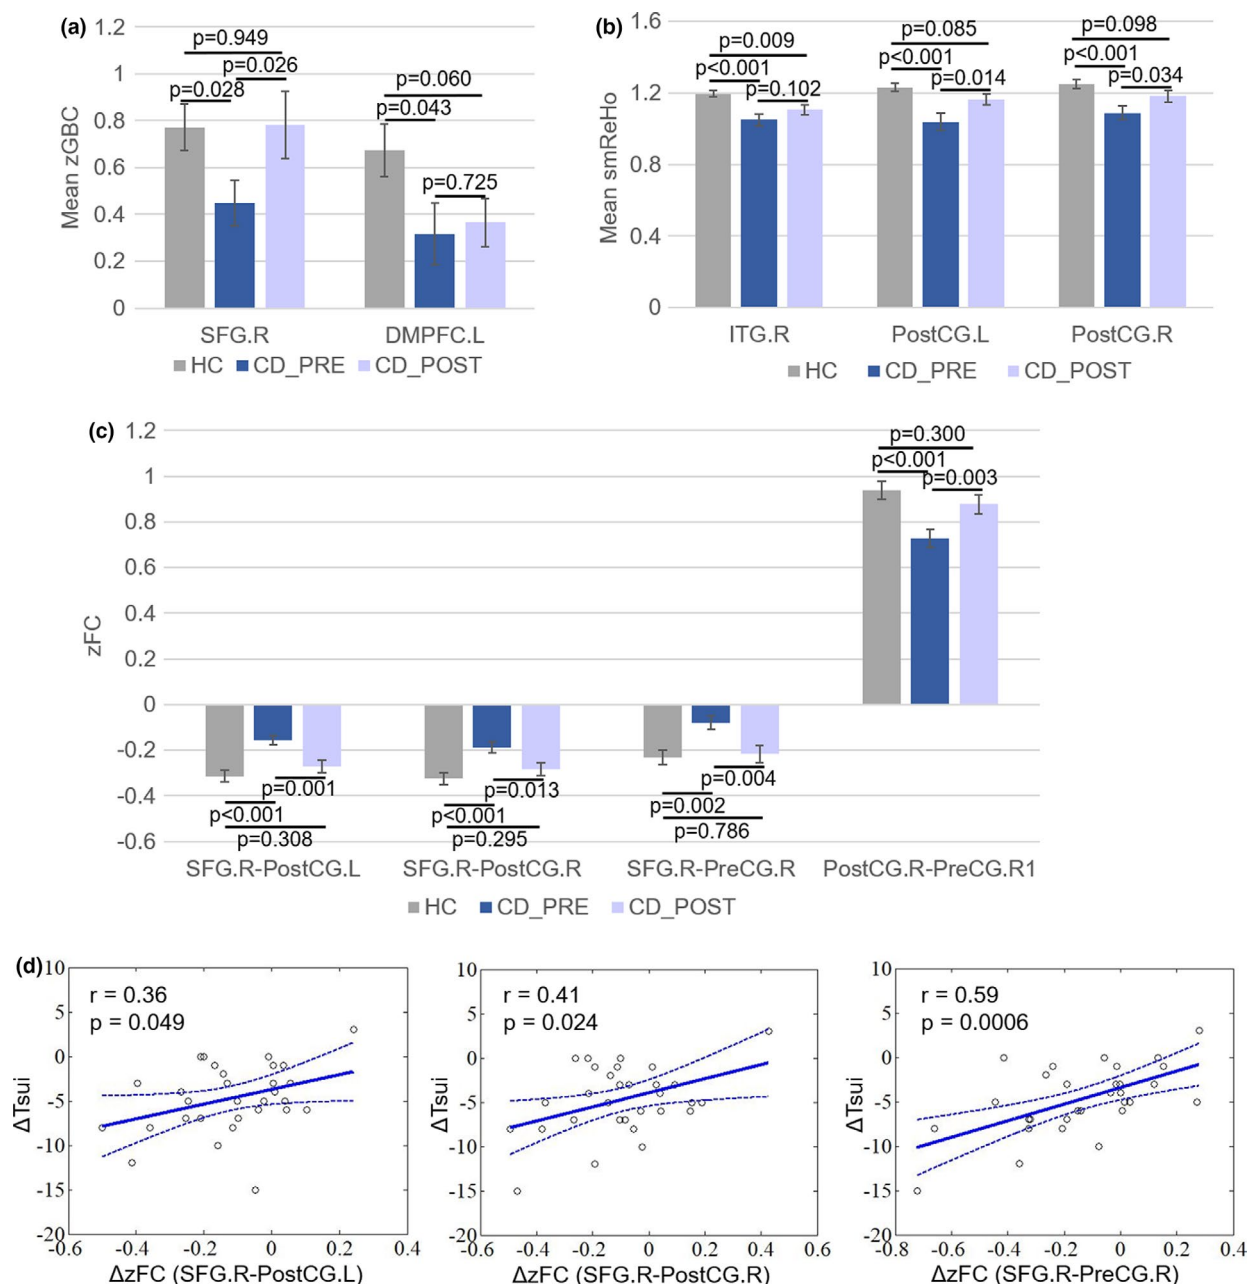 (a)
1.2
1
0.8
0.6
0.4
0.2
0
Mean zGBC
p=0.949
p=0.026
p=0.028
p=0.060
p=0.043
p=0.725
SFG.R DMPFC.L
HC CD_PRE CD_POST
(b)
1.6
1.2
0.8
0.4
0
Mean smReHo
p=0.009
p<0.001
p=0.102
p=0.085
p<0.001
p=0.014
p=0.098
p<0.001
p=0.034
ITG.R PostCG.L PostCG.R
HC CD_PRE CD_POST
(c)
1.2
1
0.8
0.6
0.4
0.2
0
-0.2
-0.4
-0.6
zFC
p=0.300
p<0.001
p=0.003
p=0.001
p<0.001
p=0.308
p=0.013
p<0.001
p=0.295
p=0.004
p=0.002
p=0.786
SFG.R-PostCG.L SFG.R-PostCG.R SFG.R-PreCG.R PostCG.R-PreCG.R1
HC CD_PRE CD_POST
(d)
10
5
0
-5
-10
-15
-20
ΔTsui
r = 0.36
p = 0.049
-0.6 -0.4 -0.2 0 0.2 0.4
ΔzFC (SFG.R-PostCG.L)
10
5
0
-5
-10
-15
-20
ΔTsui
r = 0.41
p = 0.024
-0.6 -0.4 -0.2 0 0.2 0.4 0.6
ΔzFC (SFG.R-PostCG.R)
10
5
0
-5
-10
-15
-20
ΔTsui
r = 0.59
p = 0.0006
-0.8 -0.6 -0.4 -0.2 0 0.2 0.4
ΔzFC (SFG.R-PreCG.R)